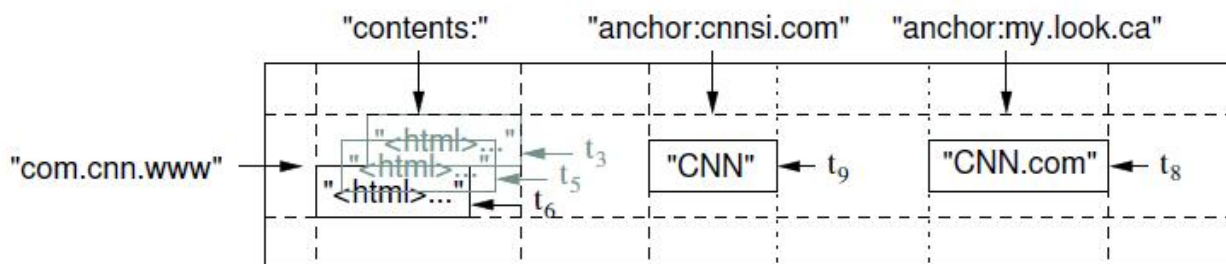 "contents:" "anchor:cnnsi.com" "anchor:my.look.ca"
"<html>..." t3
"com.cnn.www" "<html>..." t5 "CNN" t9 "CNN.com" t8
"<html>..." t6